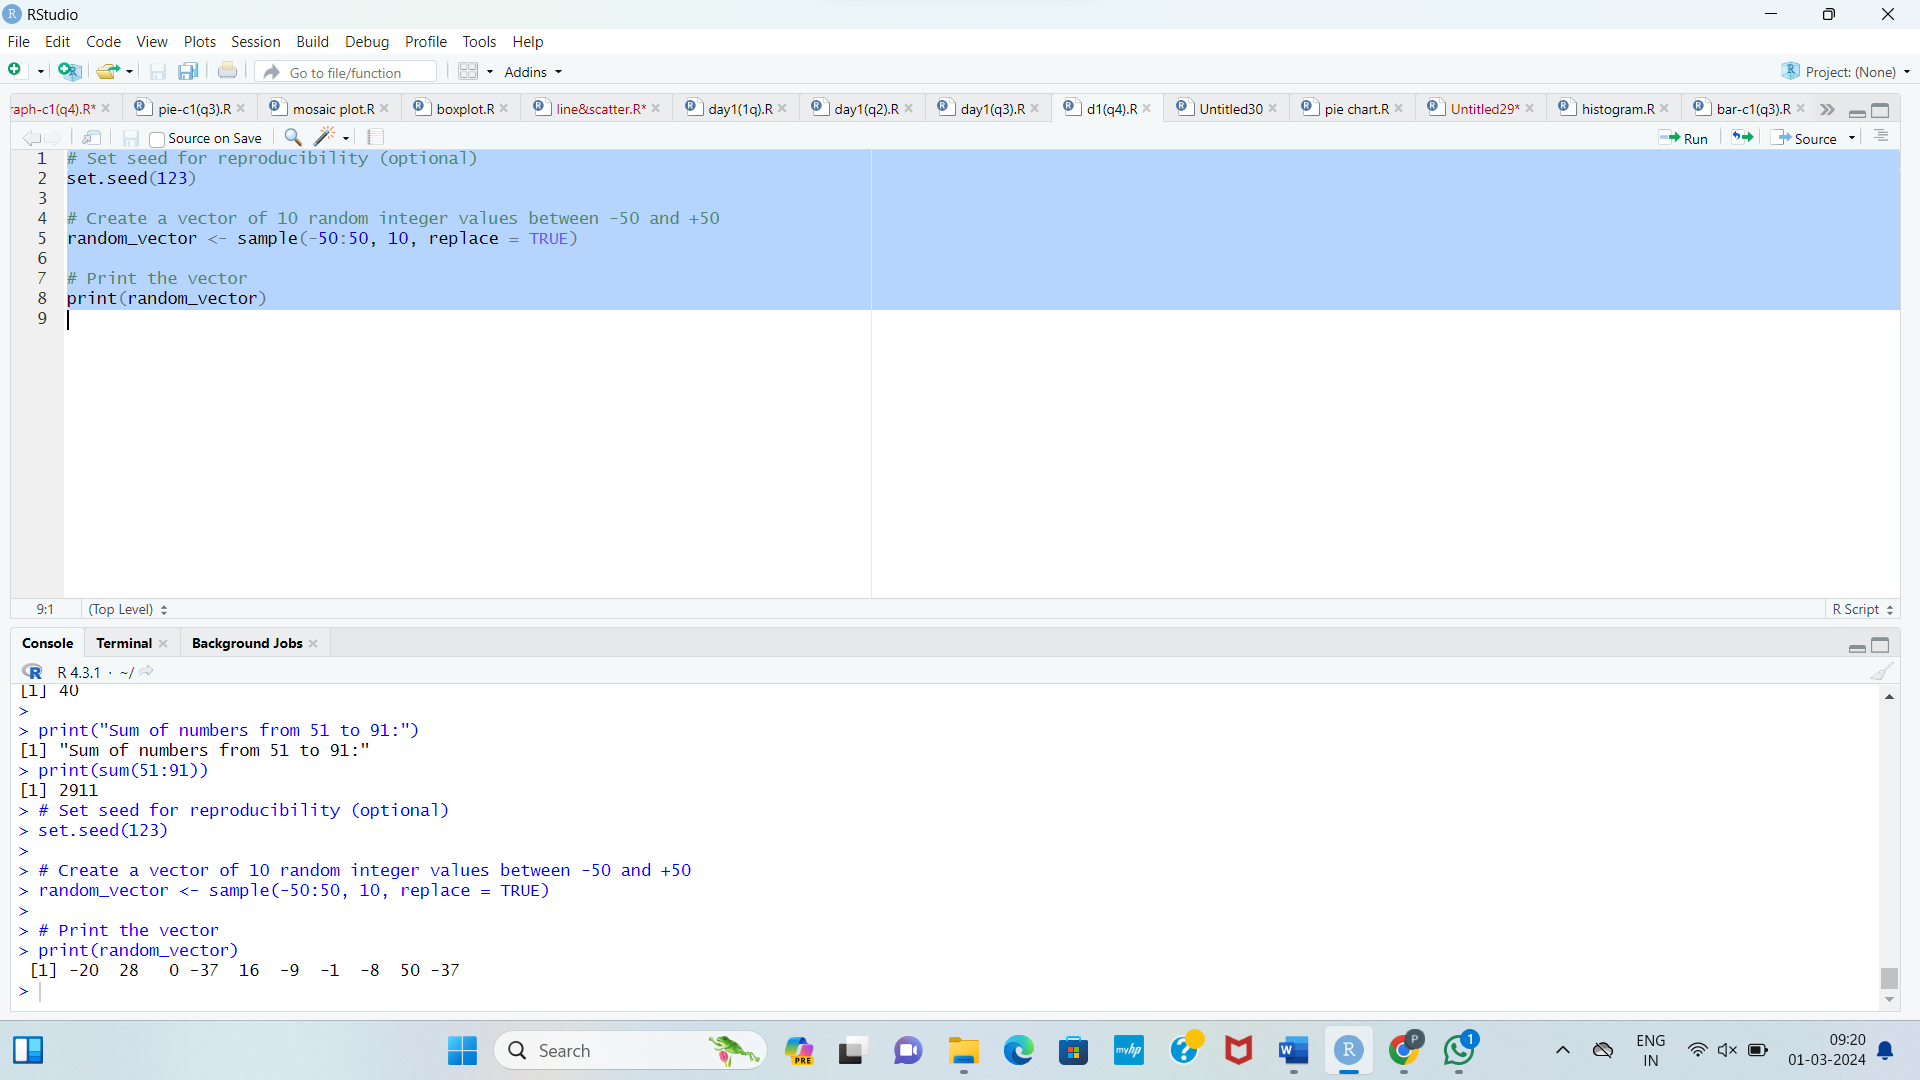 RStudio
File Edit Code View Plots Session Build Debug Profile Tools Help
Go to file/function Addins Project: (None)
raph-c1(q4).R* pie-c1(q3).R mosaic plot.R boxplot.R line&scatter.R* day1(1q).R day1(q2).R day1(q3).R d1(q4).R Untitled30 pie chart.R Untitled29* histogram.R bar-c1(q3).R
Source on Save Run Source
1 # Set seed for reproducibility (optional)
2 set.seed(123)
3
4 # Create a vector of 10 random integer values between -50 and +50
5 random_vector <- sample(-50:50, 10, replace = TRUE)
6
7 # Print the vector
8 print(random_vector)
9
9:1 (Top Level) R Script
Console Terminal Background Jobs
R 4.3.1 · ~/
[1] 40
>
> print("Sum of numbers from 51 to 91:")
[1] "Sum of numbers from 51 to 91:"
> print(sum(51:91))
[1] 2911
> # Set seed for reproducibility (optional)
> set.seed(123)
>
> # Create a vector of 10 random integer values between -50 and +50
> random_vector <- sample(-50:50, 10, replace = TRUE)
>
> # Print the vector
> print(random_vector)
[1] -20 28 0 -37 16 -9 -1 -8 50 -37
>
Search PRE myhp W R P 1 ENG 09:20
IN 01-03-2024